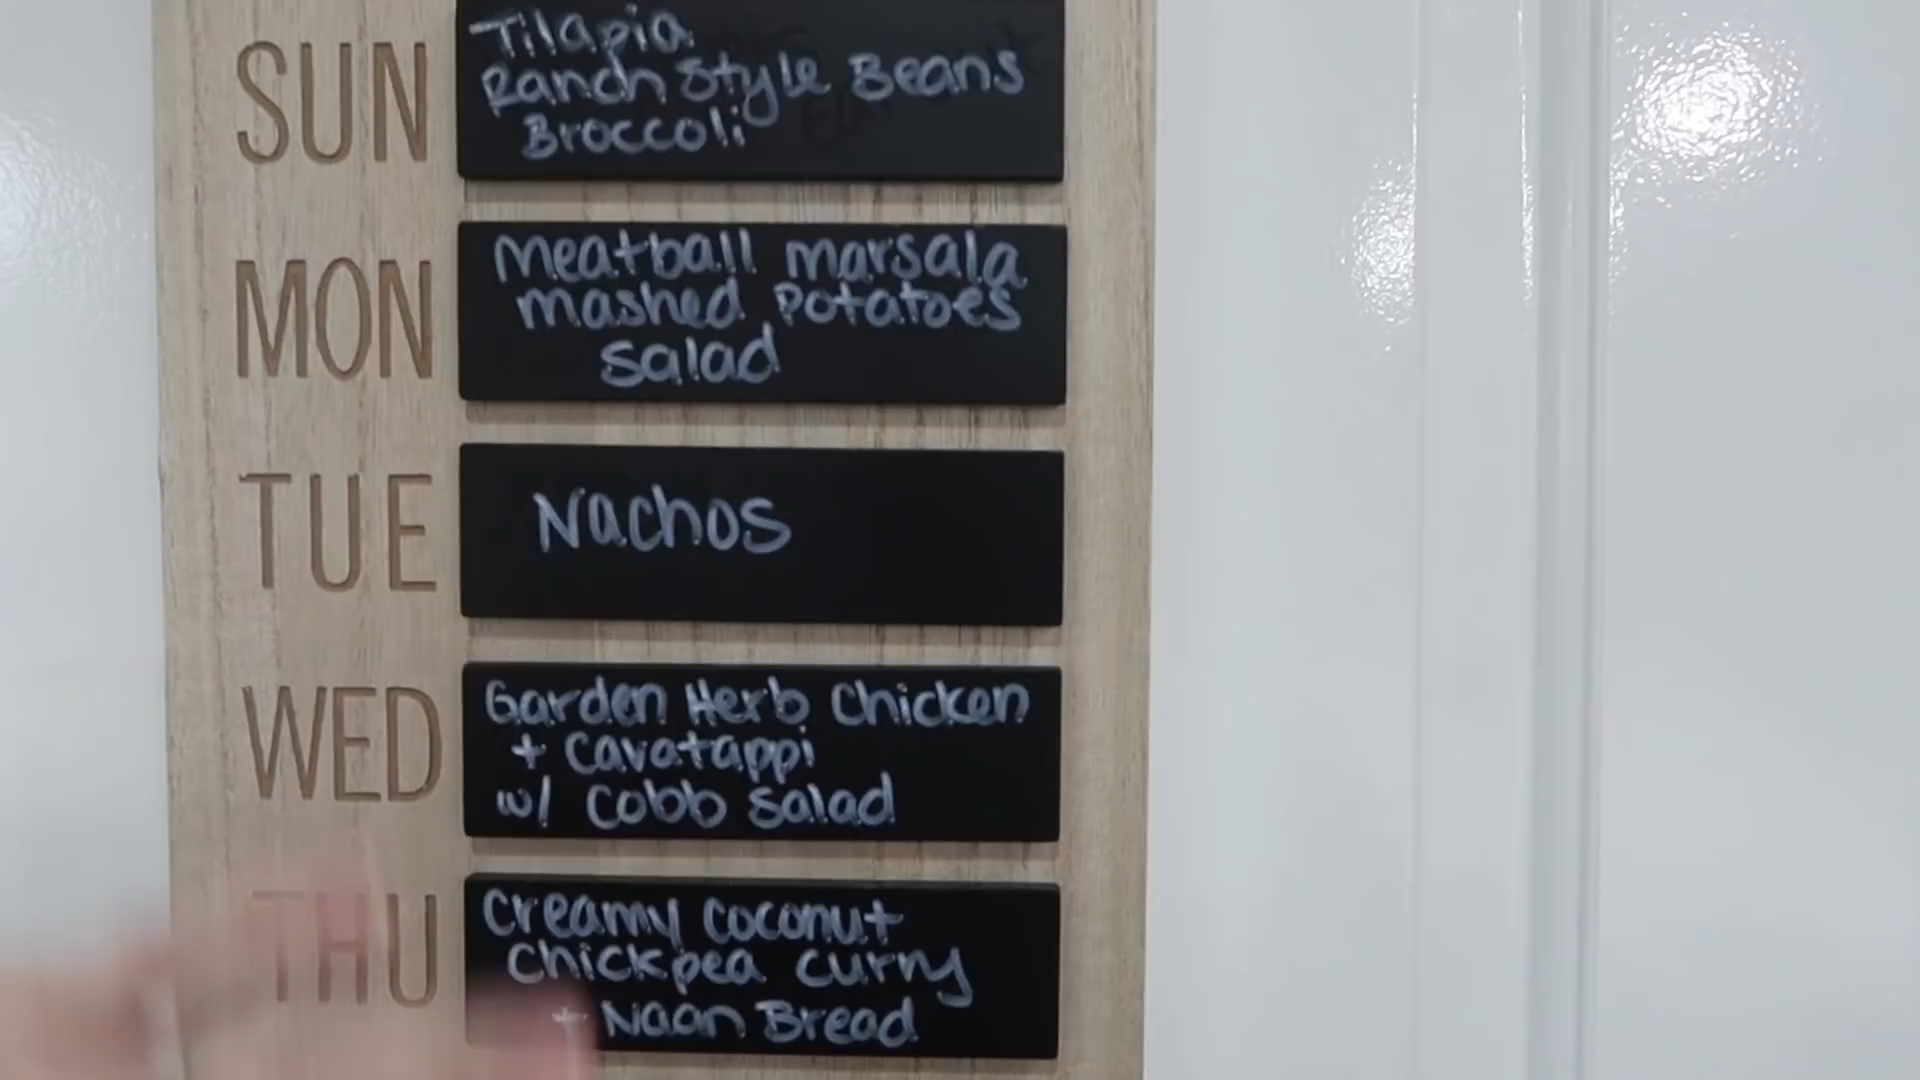 SUN
Tilapia
Ranch Style Beans
Broccoli
MON
Meatball marsala
mashed potatoes
salad
TUE
Nachos
WED
Garden Herb Chicken
+ Cavatappi
w/ Cobb Salad
THU
Creamy Coconut
Chickpea Curry
+ Naan Bread